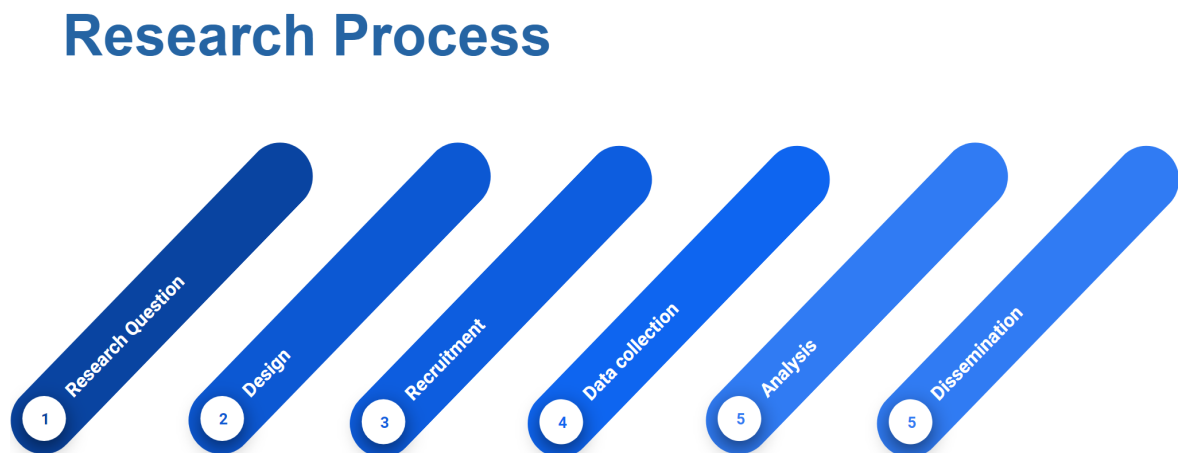 Research Process
Research Question
1
Design
2
Recruitment
3
Data collection
4
Analysis
5
Dissemination
5